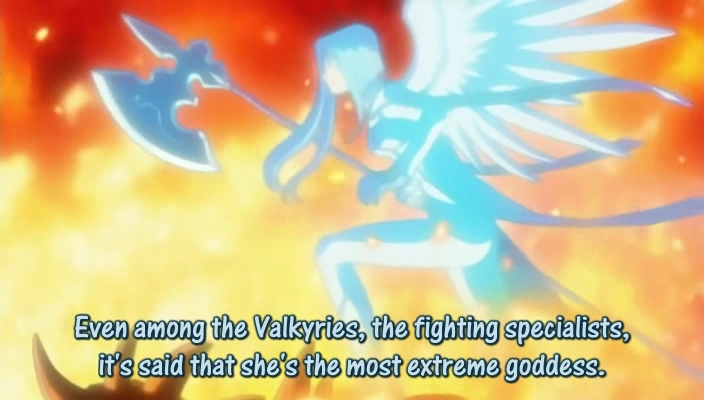 Even among the Valkyries, the fighting specialists,
it's said that she's the most extreme goddess.